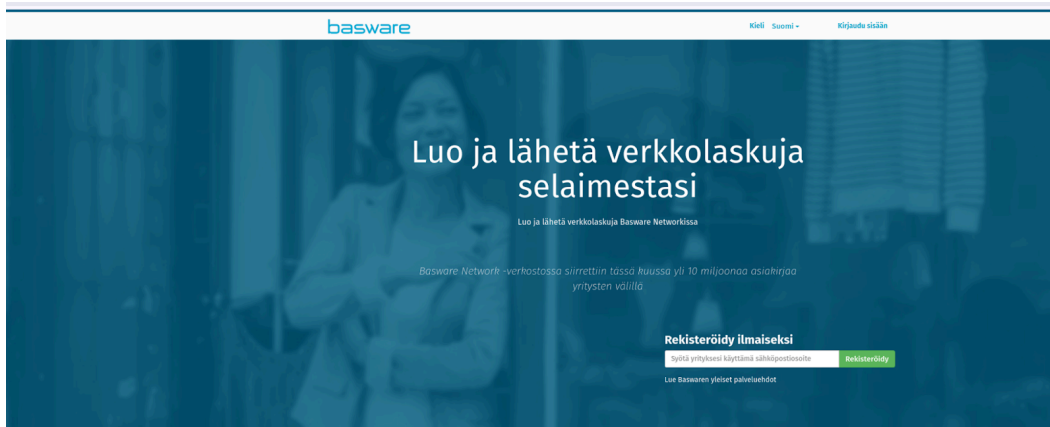 basware
Kieli Suomi
Kirjaudu sisään
Luo ja lähetä verkkolaskuja
selaimestasi
Luo ja lähetä verkkolaskuja Basware Networkissa
Basware Network -verkostossa siirrettiin tässä kuussa yli 10 miljoonaa asiakirjaa
yritysten välillä
Rekisteröidy ilmaiseksi
Syötä yrityksesi käyttämä sähköpostiosoite
Rekisteröidy
Lue Baswaren yleiset palveluehdot